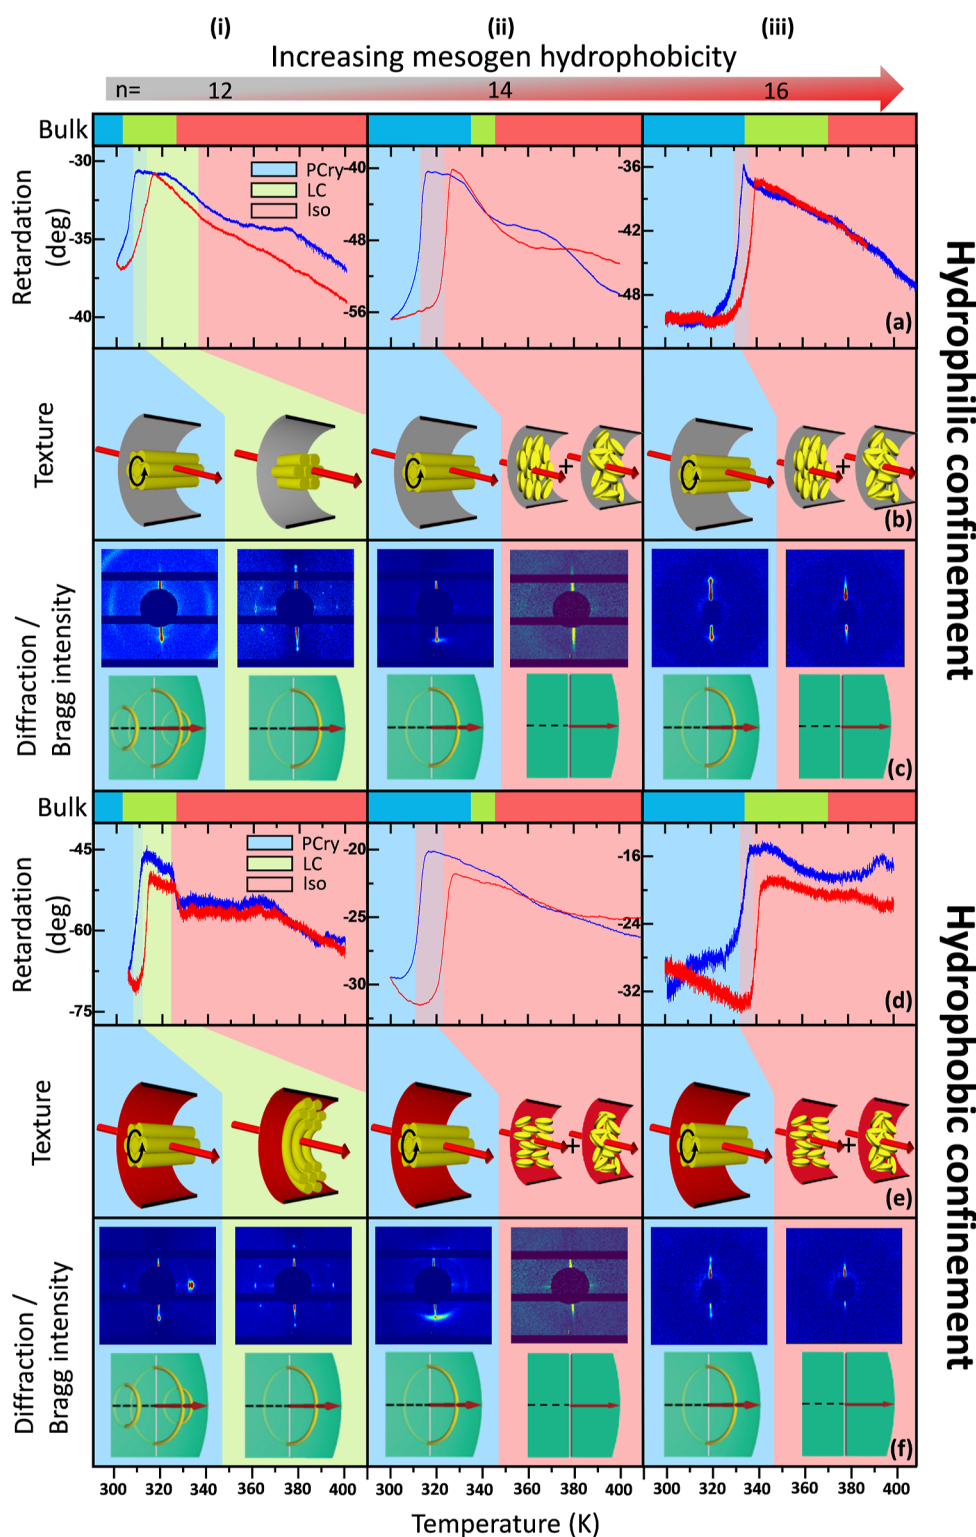 (i) (ii) (iii)
Increasing mesogen hydrophobicity
n= 12 14 16
Bulk
Retardation
(deg)
-30
-35
-40
PCry
LC
Iso
-40
-48
-56
-36
-42
-48
(a)
Hydrophilic confinement
Texture
+
+
(b)
Diffraction /
Bragg intensity
(c)
Bulk
Retardation
(deg)
-45
-60
-75
PCry
LC
Iso
-20
-25
-30
-16
-24
-32
(d)
Hydrophobic confinement
Texture
+
+
(e)
Diffraction /
Bragg intensity
(f)
300 320 340 360 380 400 300 320 340 360 380 400 300 320 340 360 380 400
Temperature (K)